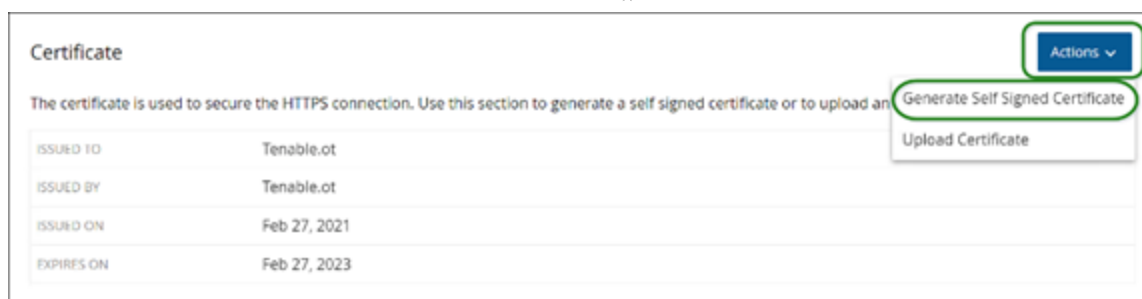 Certificate
Actions
The certificate is used to secure the HTTPS connection. Use this section to generate a self signed certificate or to upload an
Generate Self Signed Certificate
Upload Certificate
ISSUED TO Tenable.ot
ISSUED BY Tenable.ot
ISSUED ON Feb 27, 2021
EXPIRES ON Feb 27, 2023